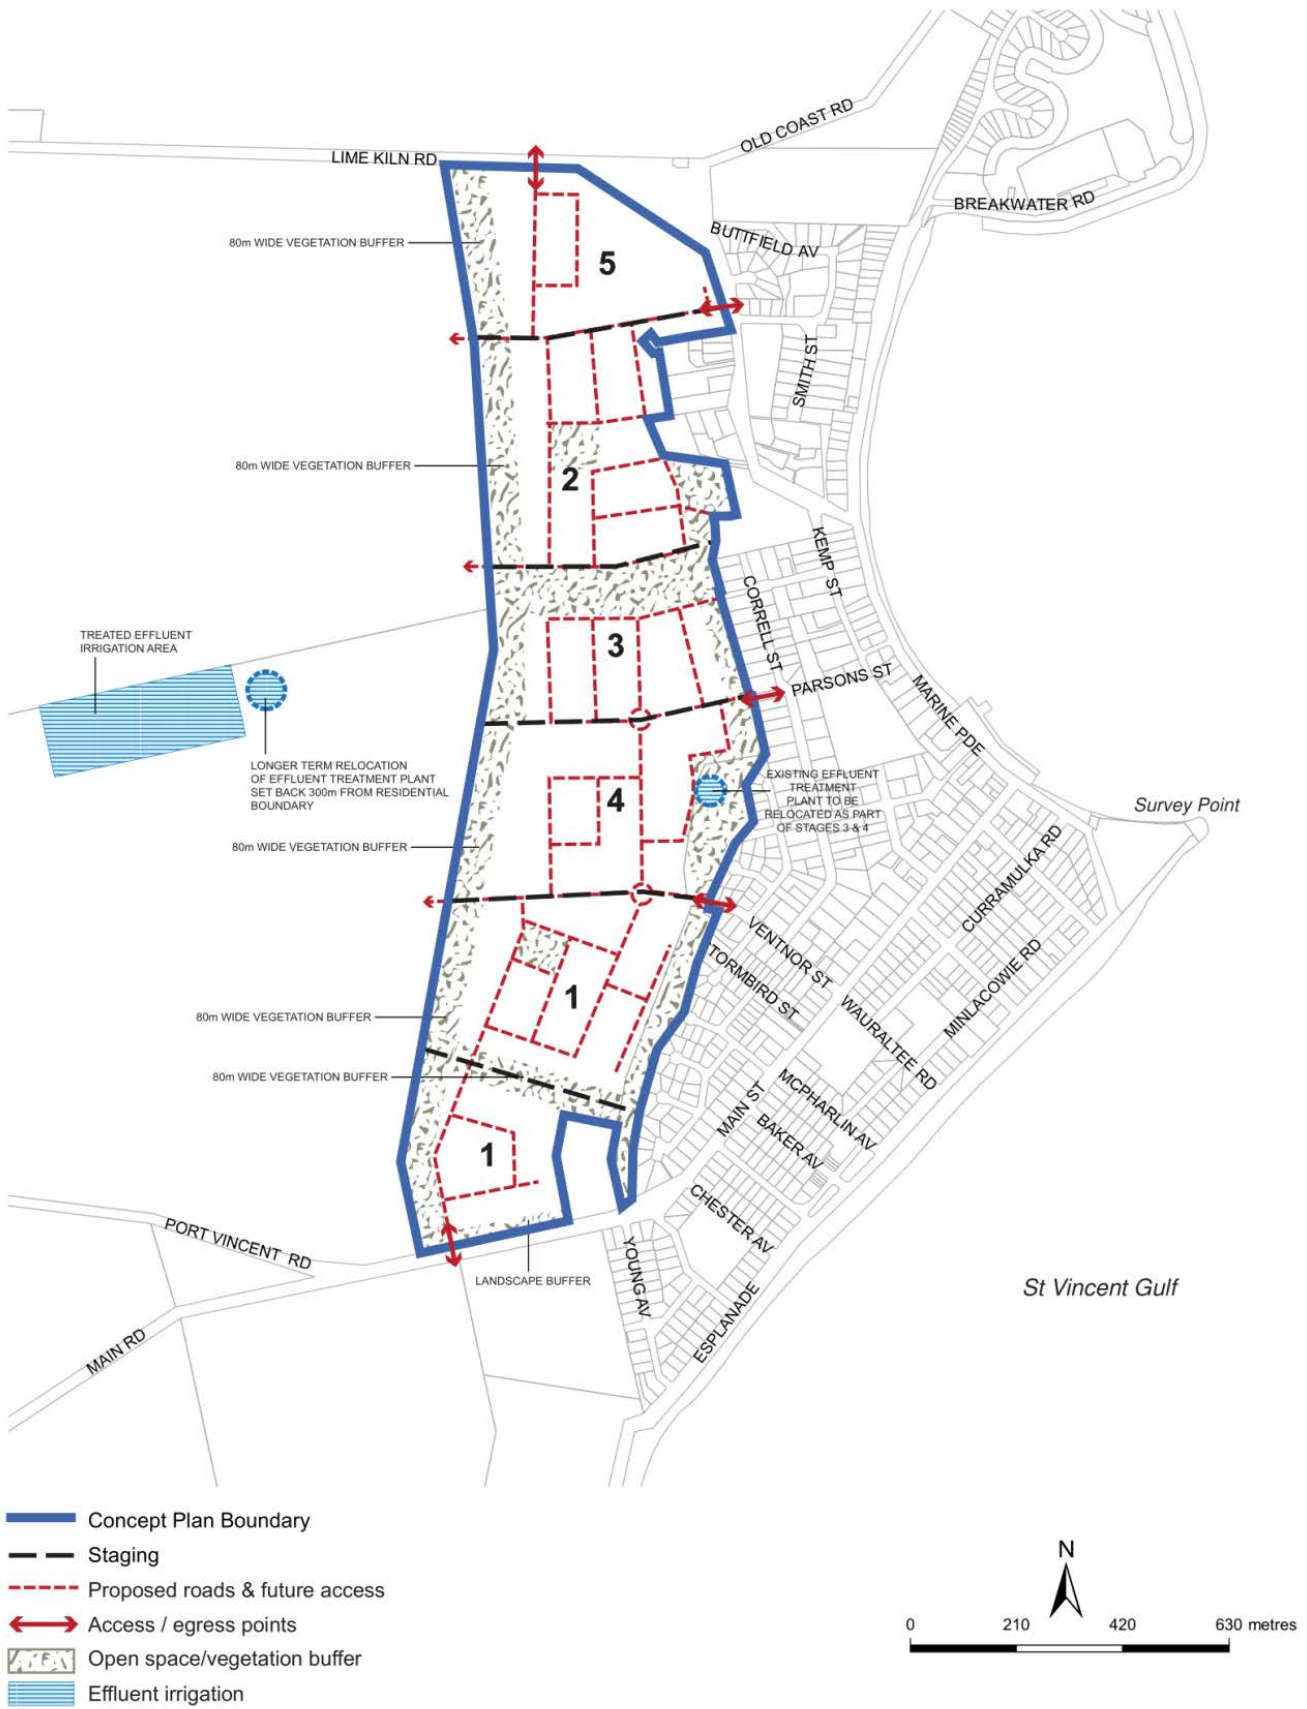 OLD COAST RD
LIME KILN RD
BREAKWATER RD
BUTTFIELD AV
80m WIDE VEGETATION BUFFER
5
SMITH ST
80m WIDE VEGETATION BUFFER
2
KEMP ST
CORRELL ST
TREATED EFFLUENT
IRRIGATION AREA
3
PARSONS ST
MARINE PDE
LONGER TERM RELOCATION
OF EFFLUENT TREATMENT PLANT
SET BACK 300m FROM RESIDENTIAL
BOUNDARY
4
EXISTING EFFLUENT
TREATMENT
PLANT TO BE
RELOCATED AS PART
OF STAGES 3 & 4
Survey Point
80m WIDE VEGETATION BUFFER
CURRAMULKA RD
VENTNOR ST
TORMBIRD ST
MINLACOWIE RD
WAURALTEE RD
1
80m WIDE VEGETATION BUFFER
80m WIDE VEGETATION BUFFER
MAIN ST
MCPHARLIN AV
BAKER AV
1
CHESTER AV
PORT VINCENT RD
YOUNG AV
LANDSCAPE BUFFER
ESPLANADE
St Vincent Gulf
MAIN RD
Concept Plan Boundary
Staging
Proposed roads & future access
Access / egress points
Open space/vegetation buffer
Effluent irrigation
N
0 210 420 630 metres